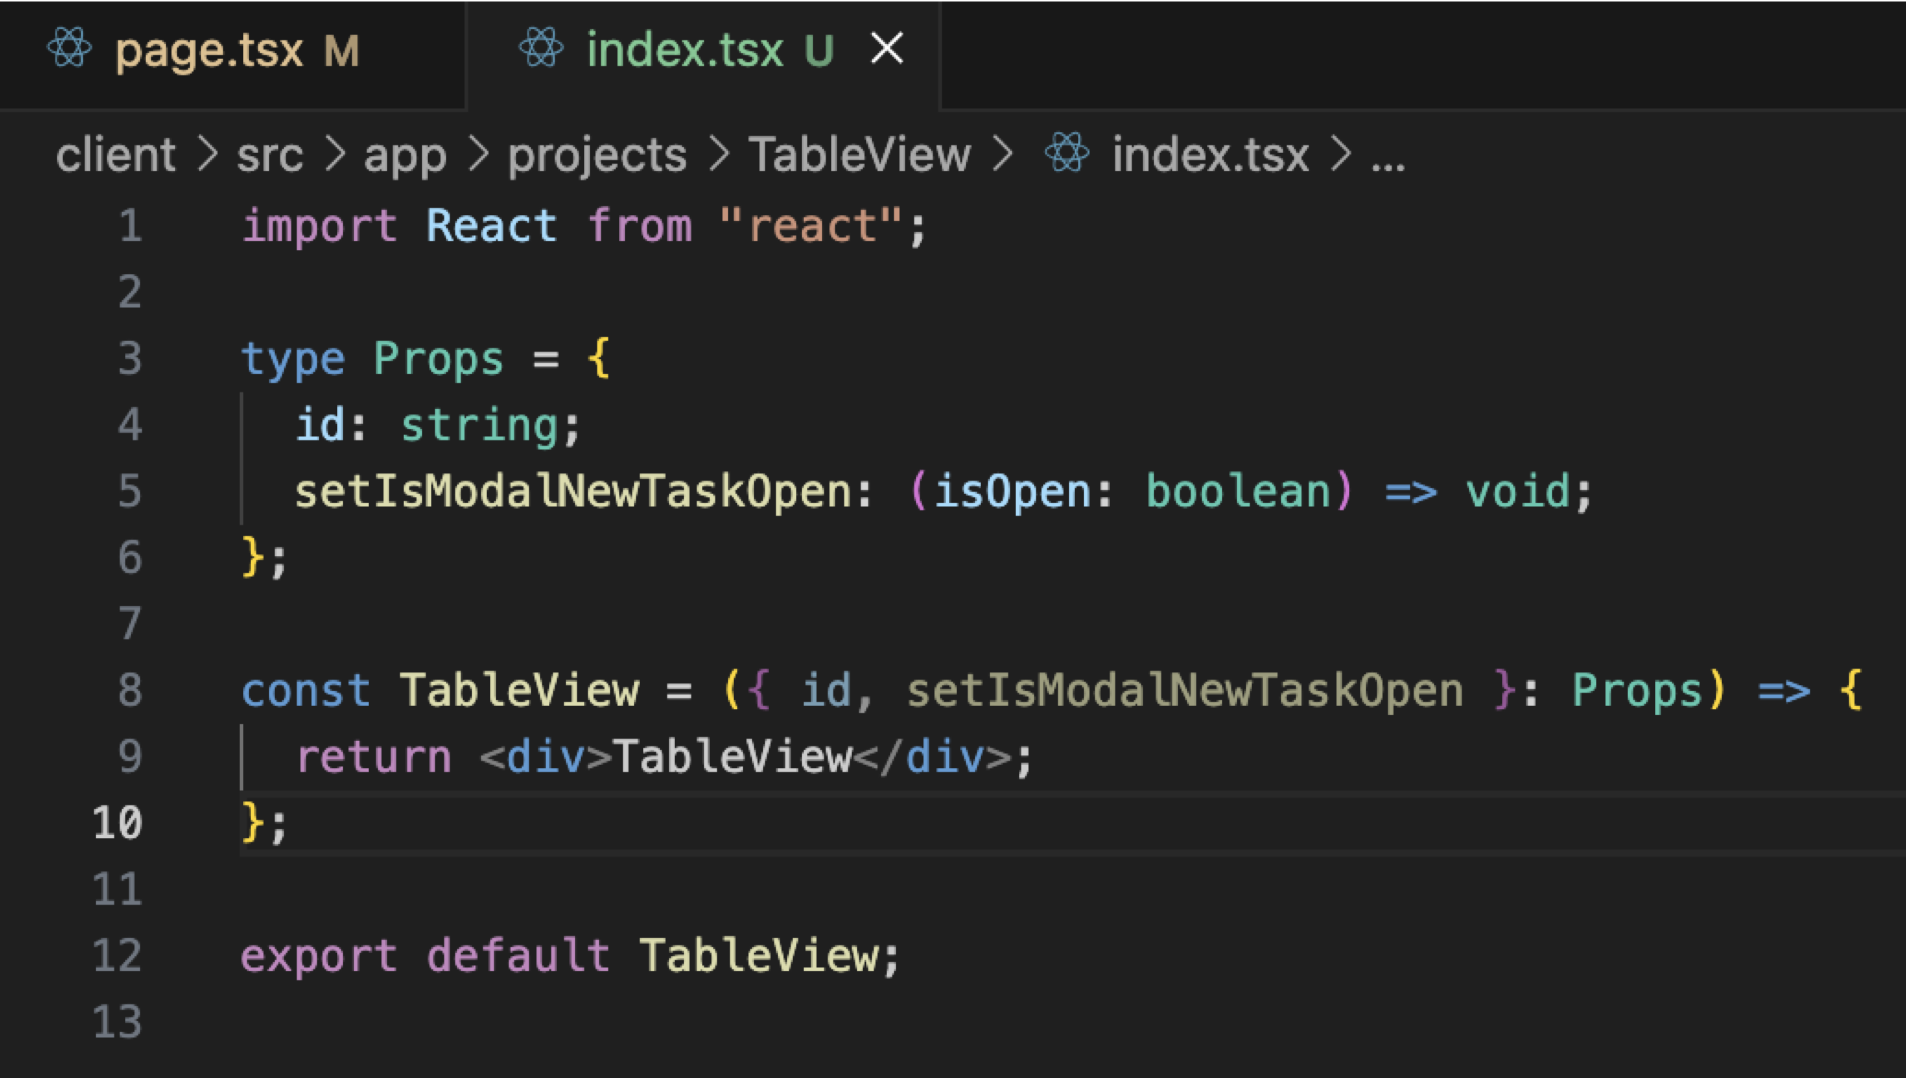 page.tsx M index.tsx U
client > src > app > projects > TableView > index.tsx > ...
1 import React from "react";
2
3 type Props = {
4 id: string;
5 setIsModalNewTaskOpen: (isOpen: boolean) => void;
6 };
7
8 const TableView = ({ id, setIsModalNewTaskOpen }: Props) => {
9 return <div>TableView</div>;
10 };
11
12 export default TableView;
13